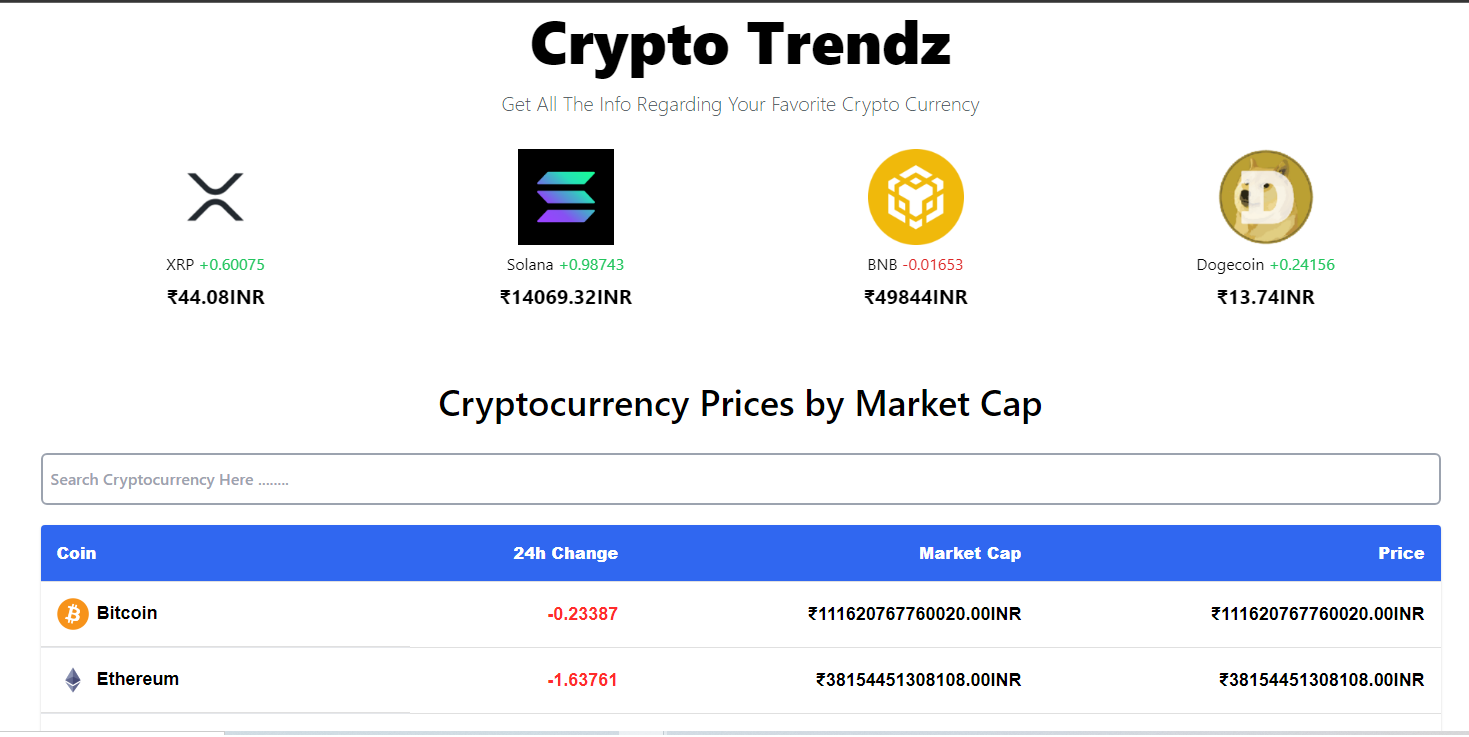 Crypto Trendz
Get All The Info Regarding Your Favorite Crypto Currency
XRP +0.60075 Solana +0.98743 BNB -0.01653 Dogecoin +0.24156
₹44.08INR ₹14069.32INR ₹49844INR ₹13.74INR
Cryptocurrency Prices by Market Cap
Search Cryptocurrency Here ........
Coin 24h Change Market Cap Price
Bitcoin -0.23387 ₹111620767760020.00INR ₹111620767760020.00INR
Ethereum -1.63761 ₹38154451308108.00INR ₹38154451308108.00INR